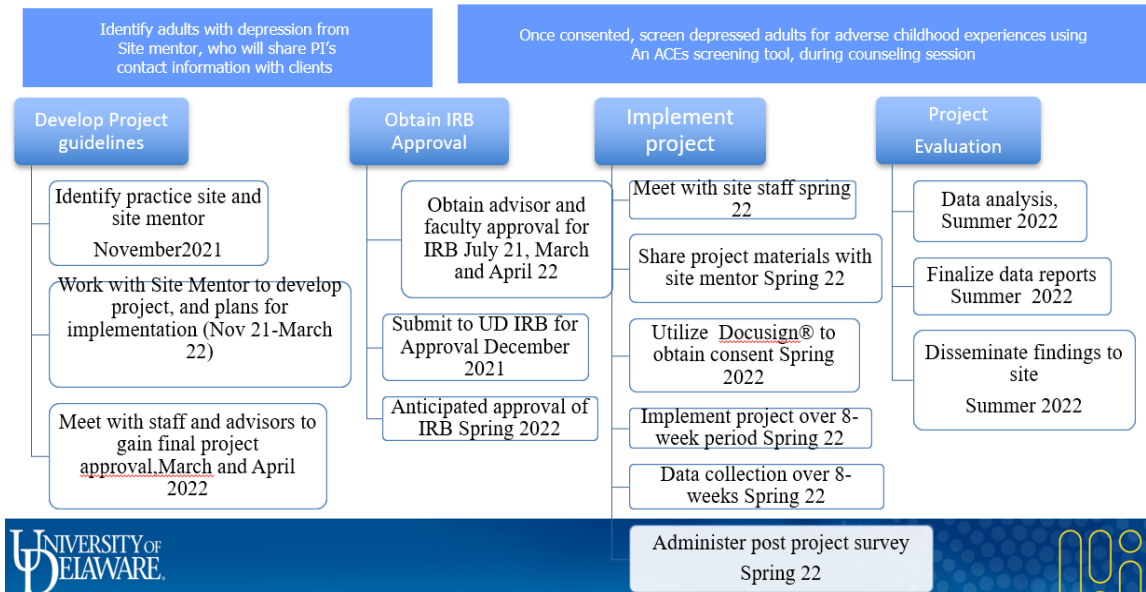 Identify adults with depression from
Site mentor, who will share PI's
contact information with clients
Once consented, screen depressed adults for adverse childhood experiences using
An ACEs screening tool, during counseling session
Develop Project
guidelines
Identify practice site and
site mentor
November2021
Work with Site Mentor to develop
project, and plans for
implementation (Nov 21-March
22)
Meet with staff and advisors to
gain final project
approval,March and April
2022
Obtain IRB
Approval
Obtain advisor and
faculty approval for
IRB July 21, March
and April 22
Submit to UD IRB for
Approval December
2021
Anticipated approval of
IRB Spring 2022
Implement
project
Meet with site staff spring
22
Share project materials with
site mentor Spring 22
Utilize Docusign® to
obtain consent Spring
2022
Implement project over 8-
week period Spring 22
Data collection over 8-
weeks Spring 22
Administer post project survey
Spring 22
Project
Evaluation
Data analysis,
Summer 2022
Finalize data reports
Summer 2022
Disseminate findings to
site
Summer 2022
UNIVERSITY OF
DELAWARE.